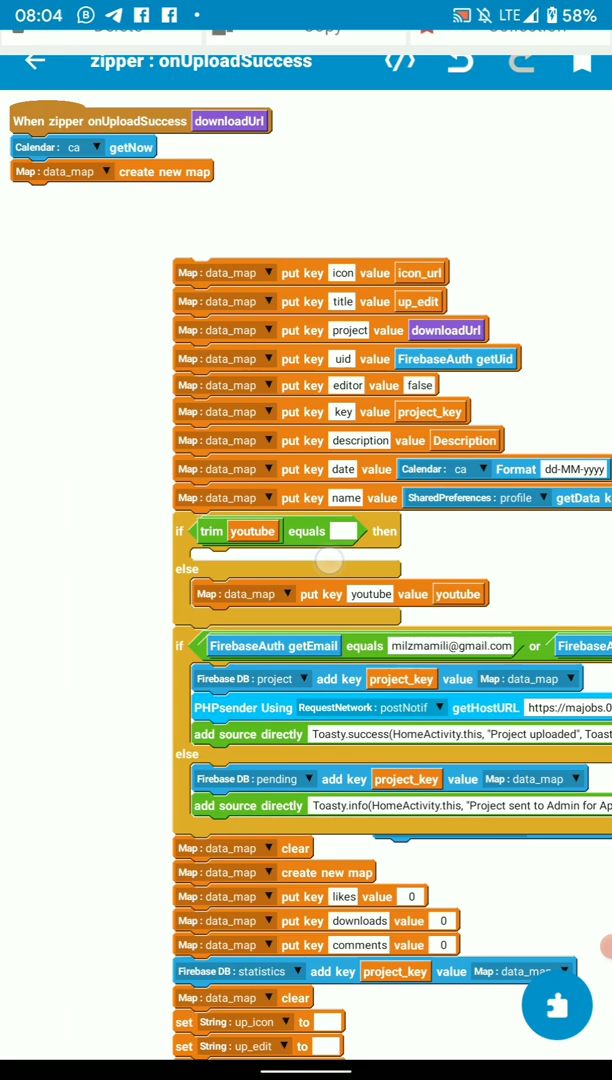 08:04 LTE 58%
zipper : onUploadSuccess
When zipper onUploadSuccess downloadUrl
Calendar : ca getNow
Map : data_map create new map
Map : data_map put key icon value icon_url
Map : data_map put key title value up_edit
Map : data_map put key project value downloadUrl
Map : data_map put key uid value FirebaseAuth getUid
Map : data_map put key editor value false
Map : data_map put key key value project_key
Map : data_map put key description value Description
Map : data_map put key date value Calendar : ca Format dd-MM-yyyy
Map : data_map put key name value SharedPreferences : profile getData k
if trim youtube equals then
else
Map : data_map put key youtube value youtube
if FirebaseAuth getEmail equals milzmamili@gmail.com or FirebaseA
Firebase DB : project add key project_key value Map : data_map
PHPsender Using RequestNetwork : postNotif getHostURL https://majobs.0
add source directly Toasty.success(HomeActivity.this, "Project uploaded", Toast
else
Firebase DB : pending add key project_key value Map : data_map
add source directly Toasty.info(HomeActivity.this, "Project sent to Admin for Ap
Map : data_map clear
Map : data_map create new map
Map : data_map put key likes value 0
Map : data_map put key downloads value 0
Map : data_map put key comments value 0
Firebase DB : statistics add key project_key value Map : data_map
Map : data_map clear
set String : up_icon to
set String : up_edit to